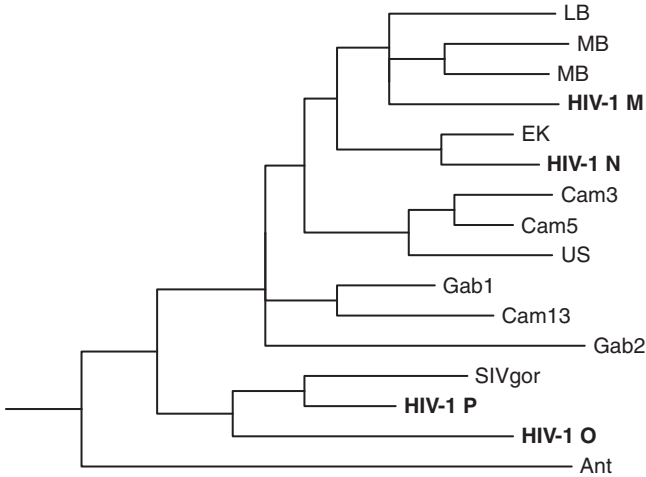 LB
MB
MB
HIV-1 M
EK
HIV-1 N
Cam3
Cam5
US
Gab1
Cam13
Gab2
SIVgor
HIV-1 P
HIV-1 O
Ant